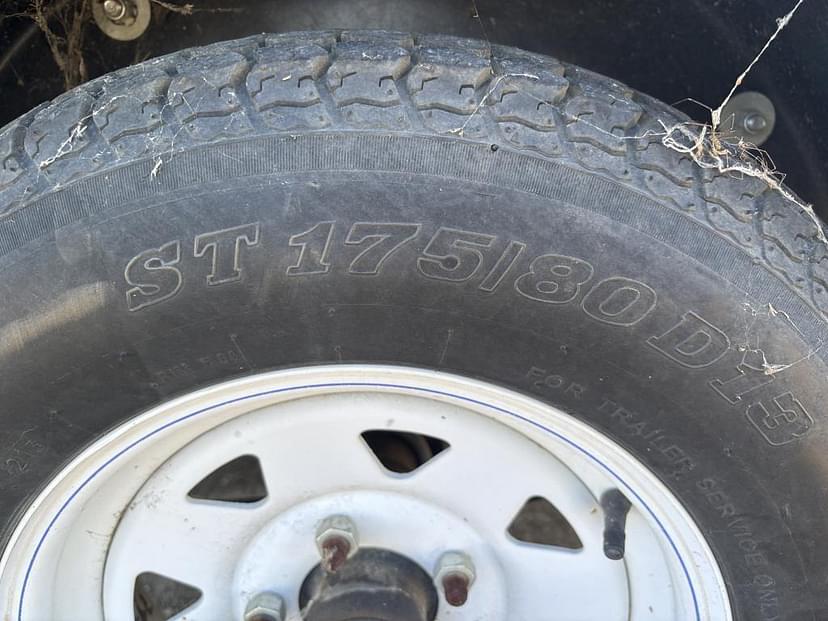 ST 175/80 D13
FOR TRAILER SERVICE ONLY